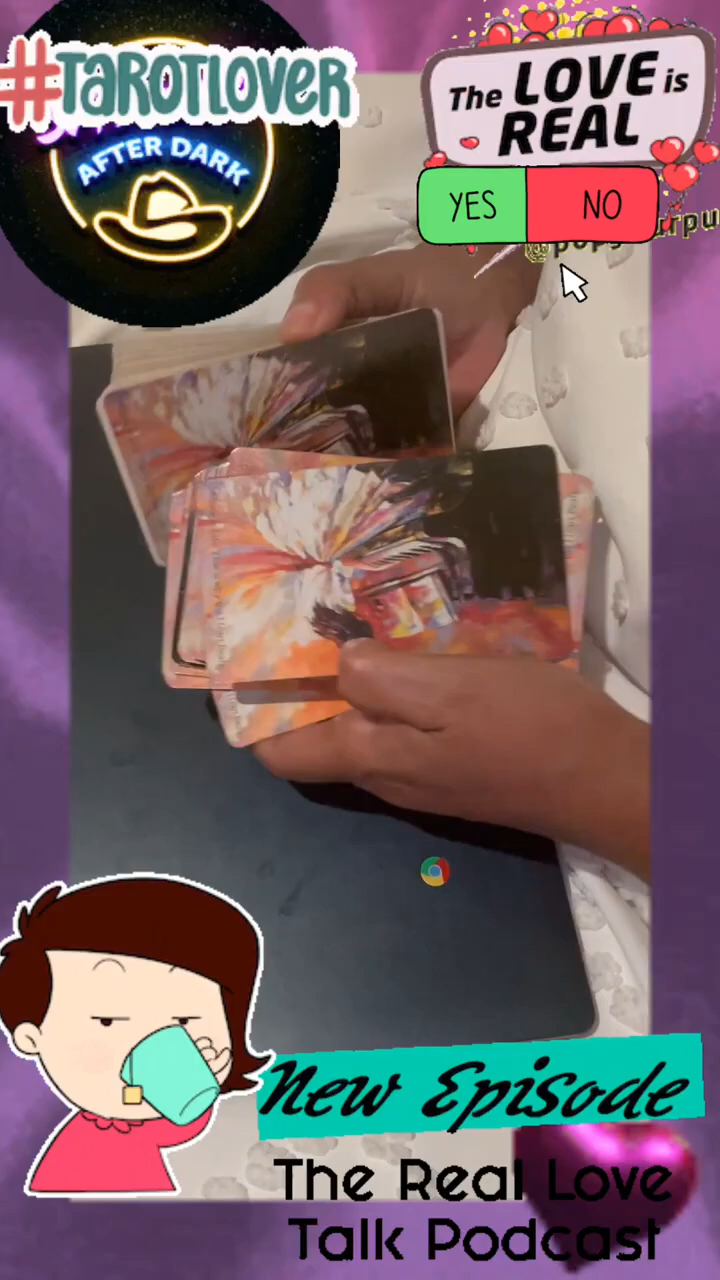 #TAROTLOVER
AFTER DARK
The LOVE is
REAL
YES NO
New Episode
The Real Love
Talk Podcast